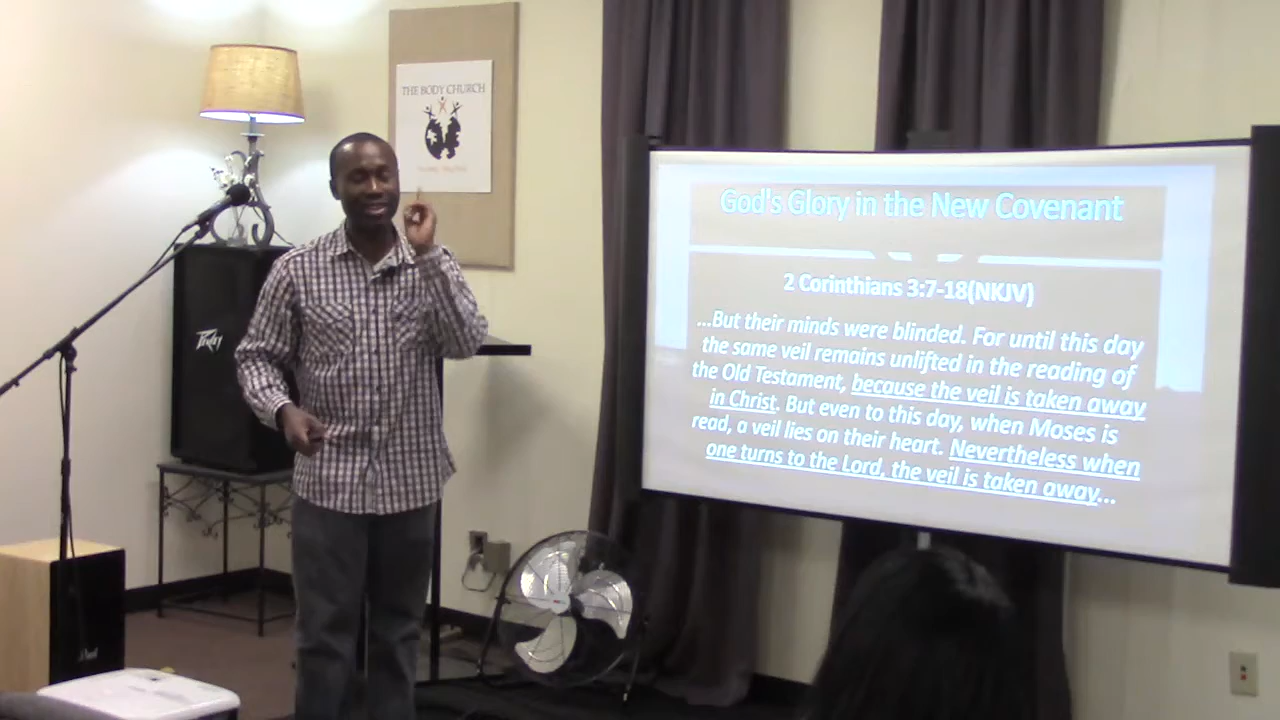 THE BODY CHURCH
PEAVEY
God's Glory in the New Covenant
2 Corinthians 3:7-18(NKJV)
...But their minds were blinded. For until this day
the same veil remains unlifted in the reading of
the Old Testament, because the veil is taken away
in Christ. But even to this day, when Moses is
read, a veil lies on their heart. Nevertheless when
one turns to the Lord, the veil is taken away...